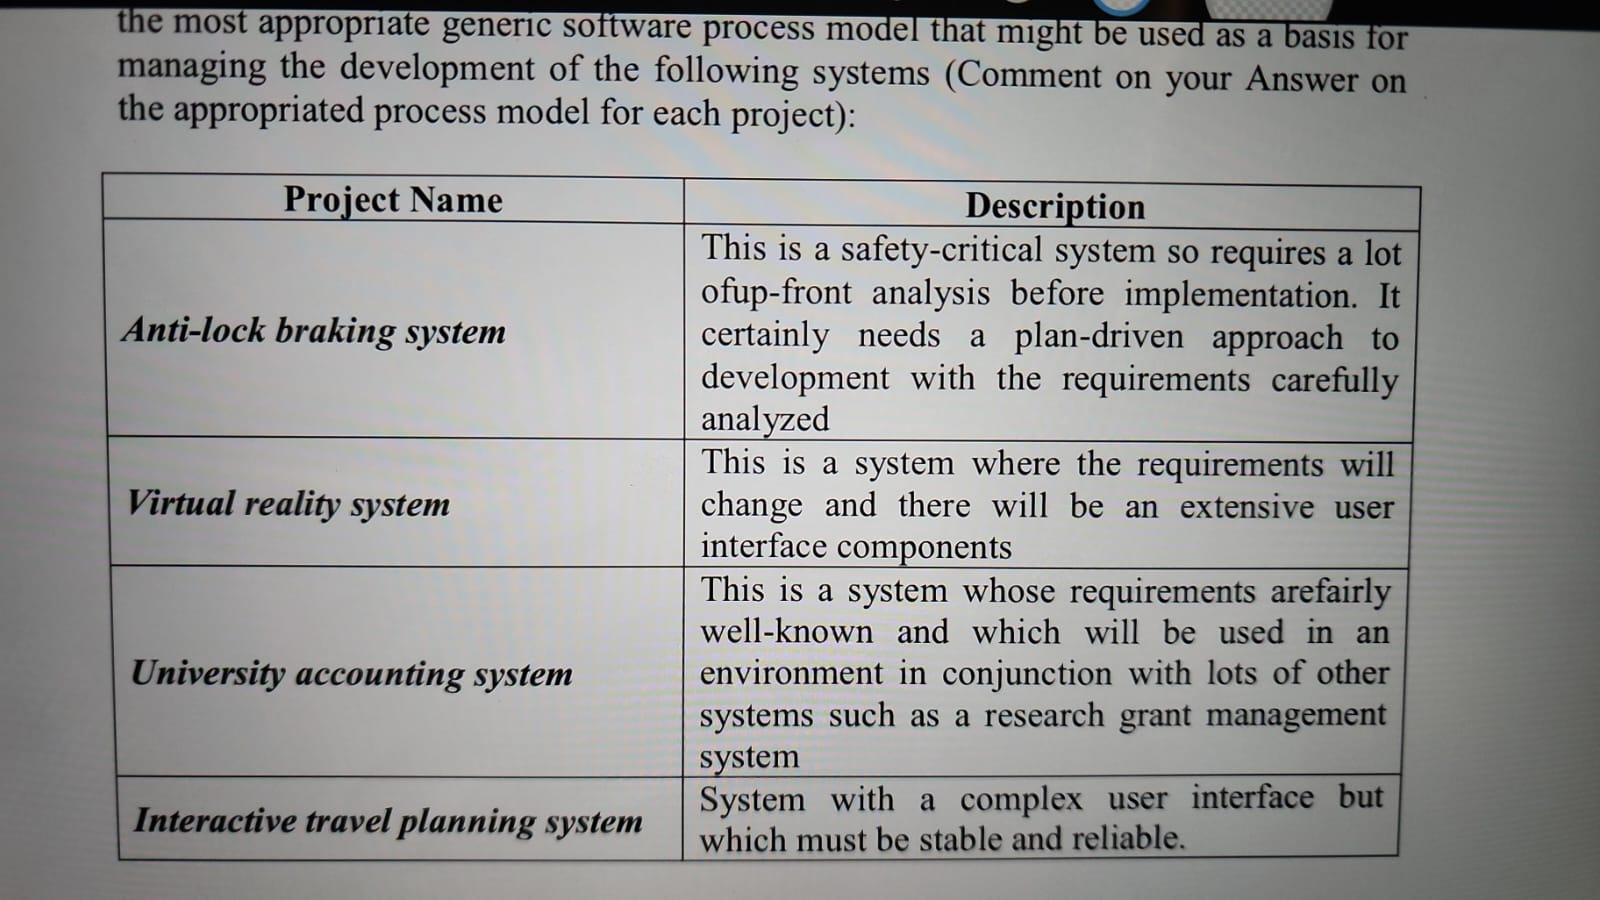 the most appropriate generic software process model that might be used as a basis for
managing the development of the following systems (Comment on your Answer on
the appropriated process model for each project):
Project Name
Description
Anti-lock braking system
This is a safety-critical system so requires a lot
ofup-front analysis before implementation. It
certainly needs a plan-driven approach to
development with the requirements carefully
analyzed
Virtual reality system
This is a system where the requirements will
change and there will be an extensive user
interface components
University accounting system
This is a system whose requirements arefairly
well-known and which will be used in an
environment in conjunction with lots of other
systems such as a research grant management
system
Interactive travel planning system
System with a complex user interface but
which must be stable and reliable.